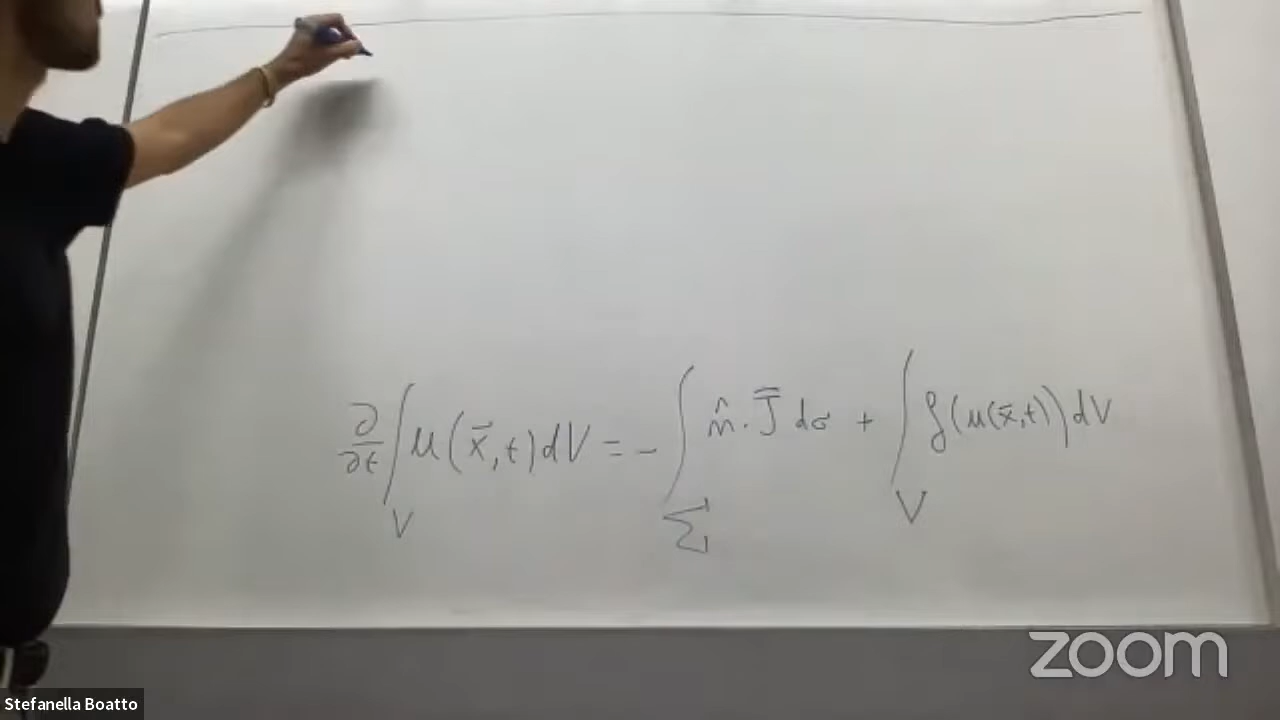 ∂/∂t ∫_V u(x̄,t)dV = - ∫_Σ n̂·J̿ dσ + ∫_V f(u(x̄,t))dV
zoom
Stefanella Boatto